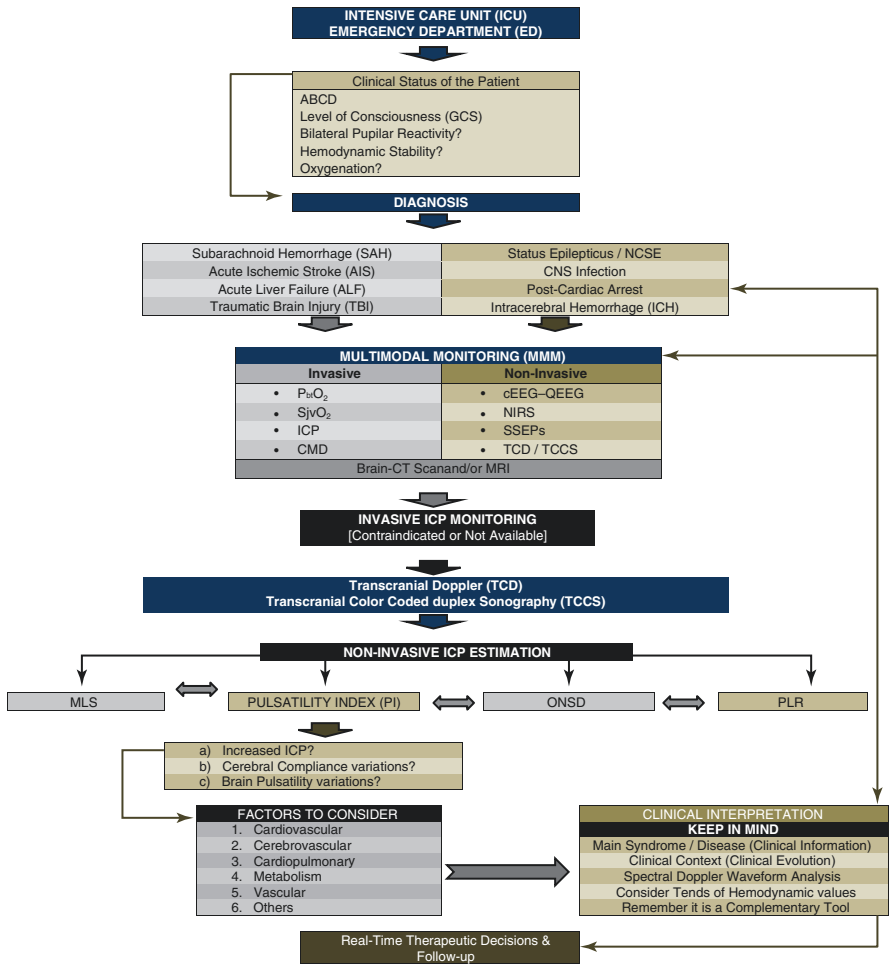 INTENSIVE CARE UNIT (ICU)
EMERGENCY DEPARTMENT (ED)
Clinical Status of the Patient
ABCD
Level of Consciousness (GCS)
Bilateral Pupilar Reactivity?
Hemodynamic Stability?
Oxygenation?
DIAGNOSIS
Subarachnoid Hemorrhage (SAH)
Acute Ischemic Stroke (AIS)
Acute Liver Failure (ALF)
Traumatic Brain Injury (TBI)
Status Epilepticus / NCSE
CNS Infection
Post-Cardiac Arrest
Intracerebral Hemorrhage (ICH)
MULTIMODAL MONITORING (MMM)
Invasive
• PbtO₂
• SjvO₂
• ICP
• CMD
Non-Invasive
• cEEG–QEEG
• NIRS
• SSEPs
• TCD / TCCS
Brain-CT Scanand/or MRI
INVASIVE ICP MONITORING
[Contraindicated or Not Available]
Transcranial Doppler (TCD)
Transcranial Color Coded duplex Sonography (TCCS)
NON-INVASIVE ICP ESTIMATION
MLS
PULSATILITY INDEX (PI)
ONSD
PLR
a) Increased ICP?
b) Cerebral Compliance variations?
c) Brain Pulsatility variations?
FACTORS TO CONSIDER
1. Cardiovascular
2. Cerebrovascular
3. Cardiopulmonary
4. Metabolism
5. Vascular
6. Others
CLINICAL INTERPRETATION
KEEP IN MIND
Main Syndrome / Disease (Clinical Information)
Clinical Context (Clinical Evolution)
Spectral Doppler Waveform Analysis
Consider Tends of Hemodynamic values
Remember it is a Complementary Tool
Real-Time Therapeutic Decisions &
Follow-up